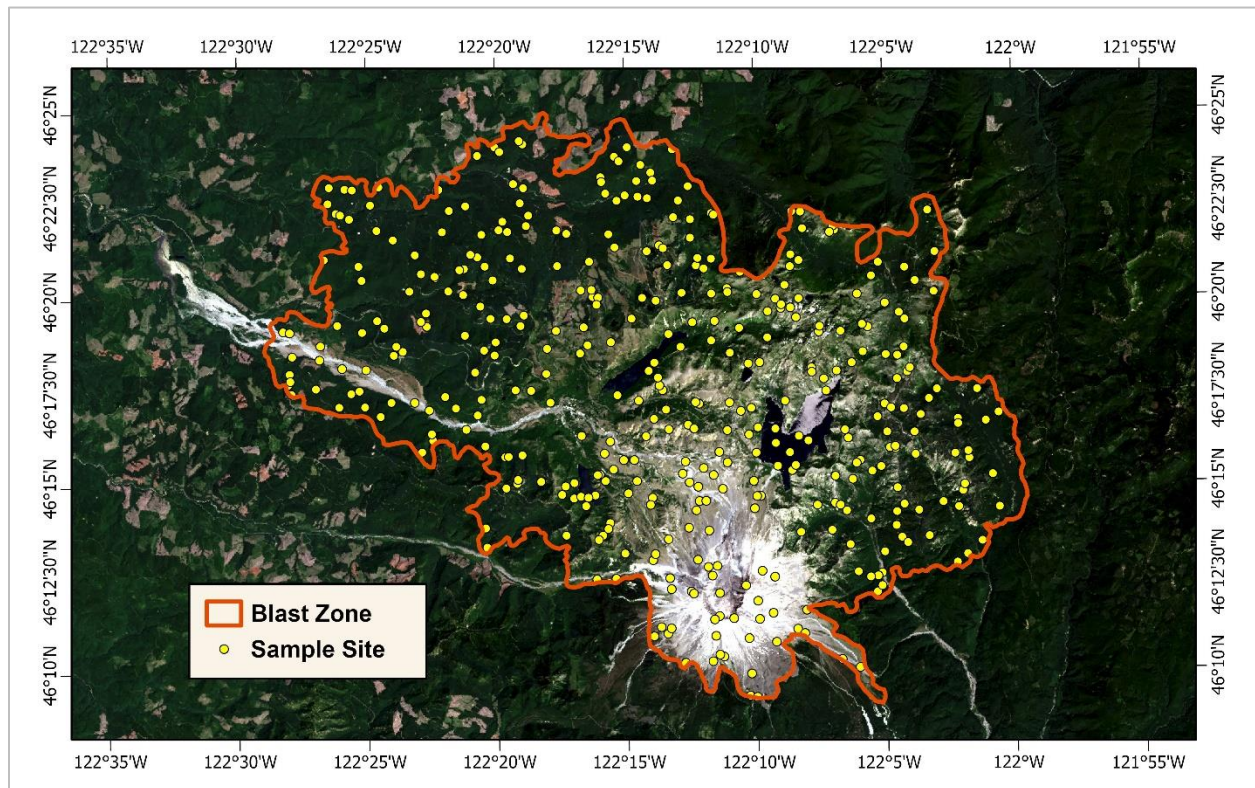 122°35'W 122°30'W 122°25'W 122°20'W 122°15'W 122°10'W 122°5'W 122°W 121°55'W
46°25'N 46°25'N
46°22'30"N 46°22'30"N
46°20'N 46°20'N
46°17'30"N 46°17'30"N
46°15'N 46°15'N
46°12'30"N 46°12'30"N
46°10'N 46°10'N
Blast Zone
Sample Site
122°35'W 122°30'W 122°25'W 122°20'W 122°15'W 122°10'W 122°5'W 122°W 121°55'W